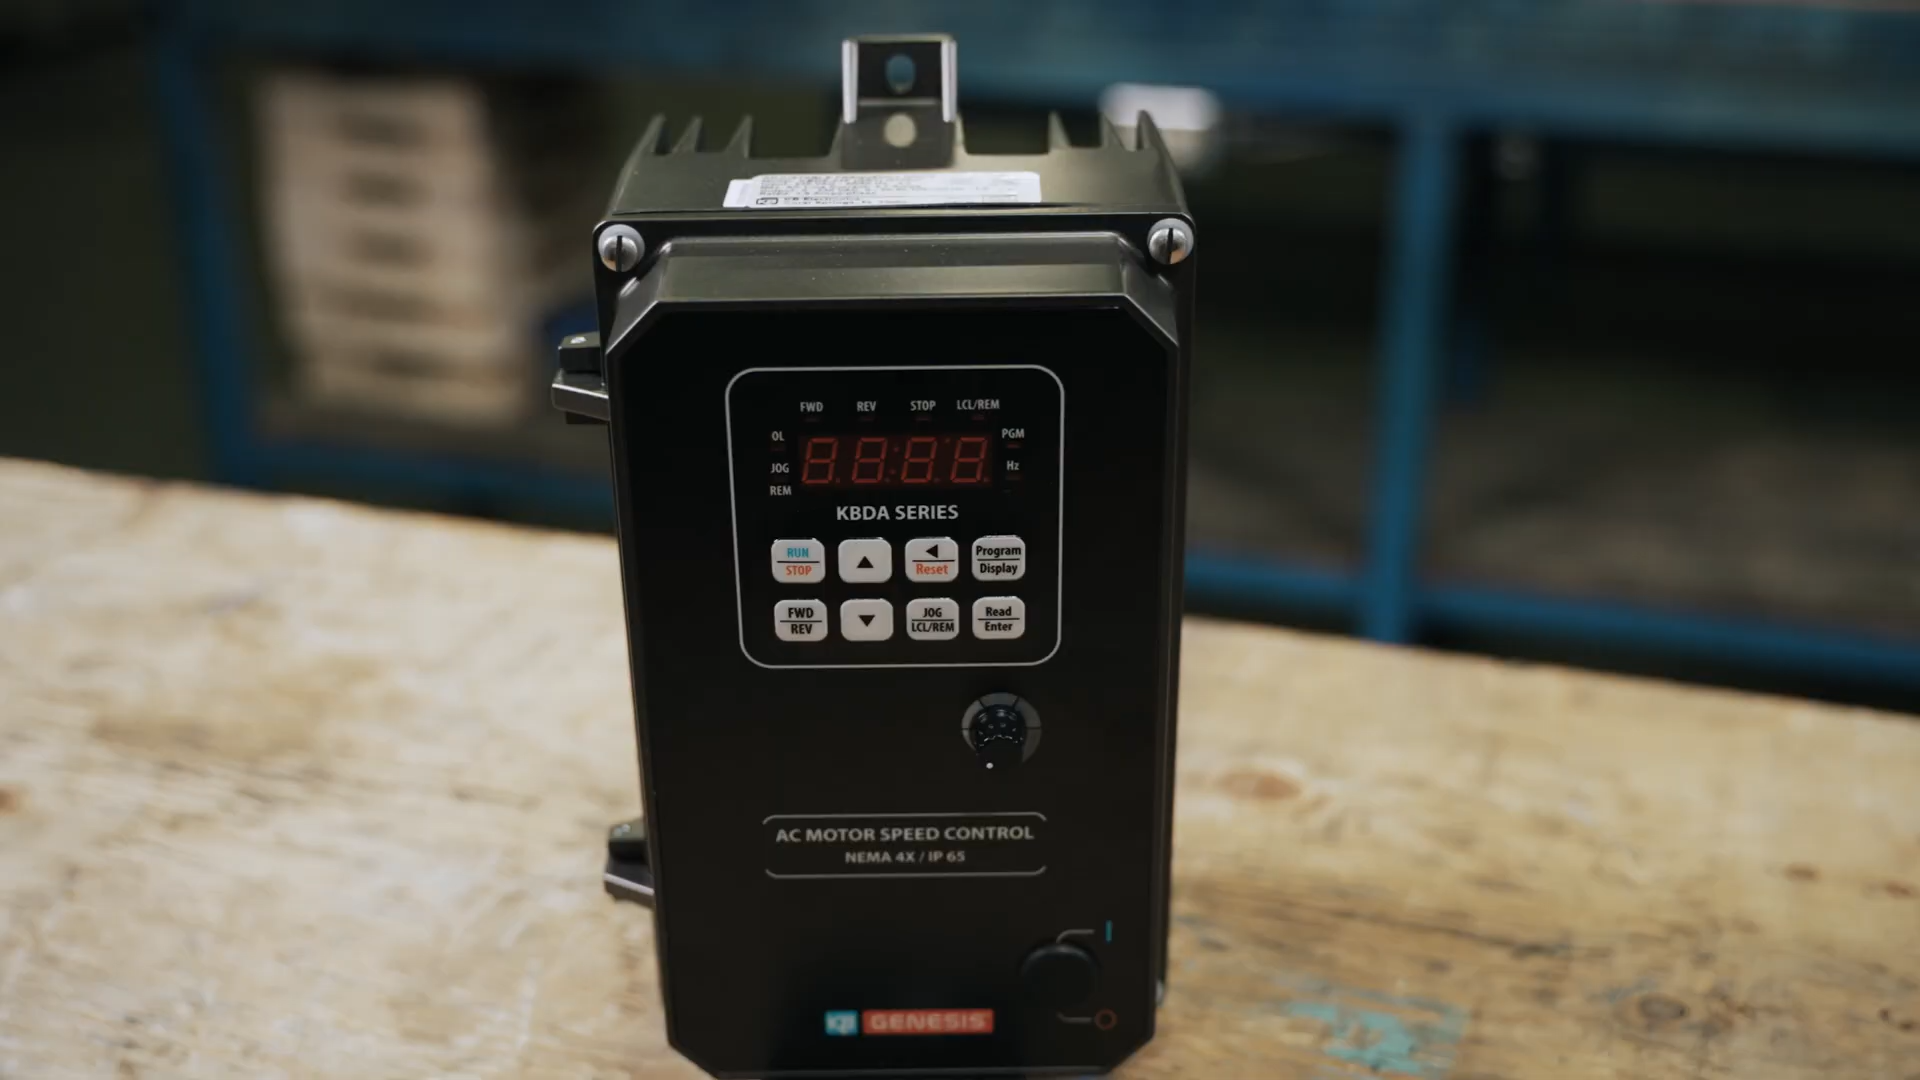 FWD REV STOP LCL/REM
OL PGM
JOG Hz
REM
KBDA SERIES
RUN
STOP
▲
◀
Reset
Program
Display
FWD
REV
▼
JOG
LCL/REM
Read
Enter
AC MOTOR SPEED CONTROL
NEMA 4X / IP 65
I
O
KB GENESIS